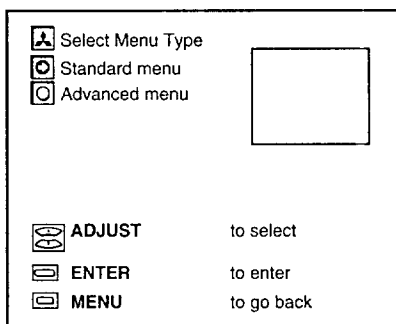 Select Menu Type
Standard menu
Advanced menu
ADJUST to select
ENTER to enter
MENU to go back